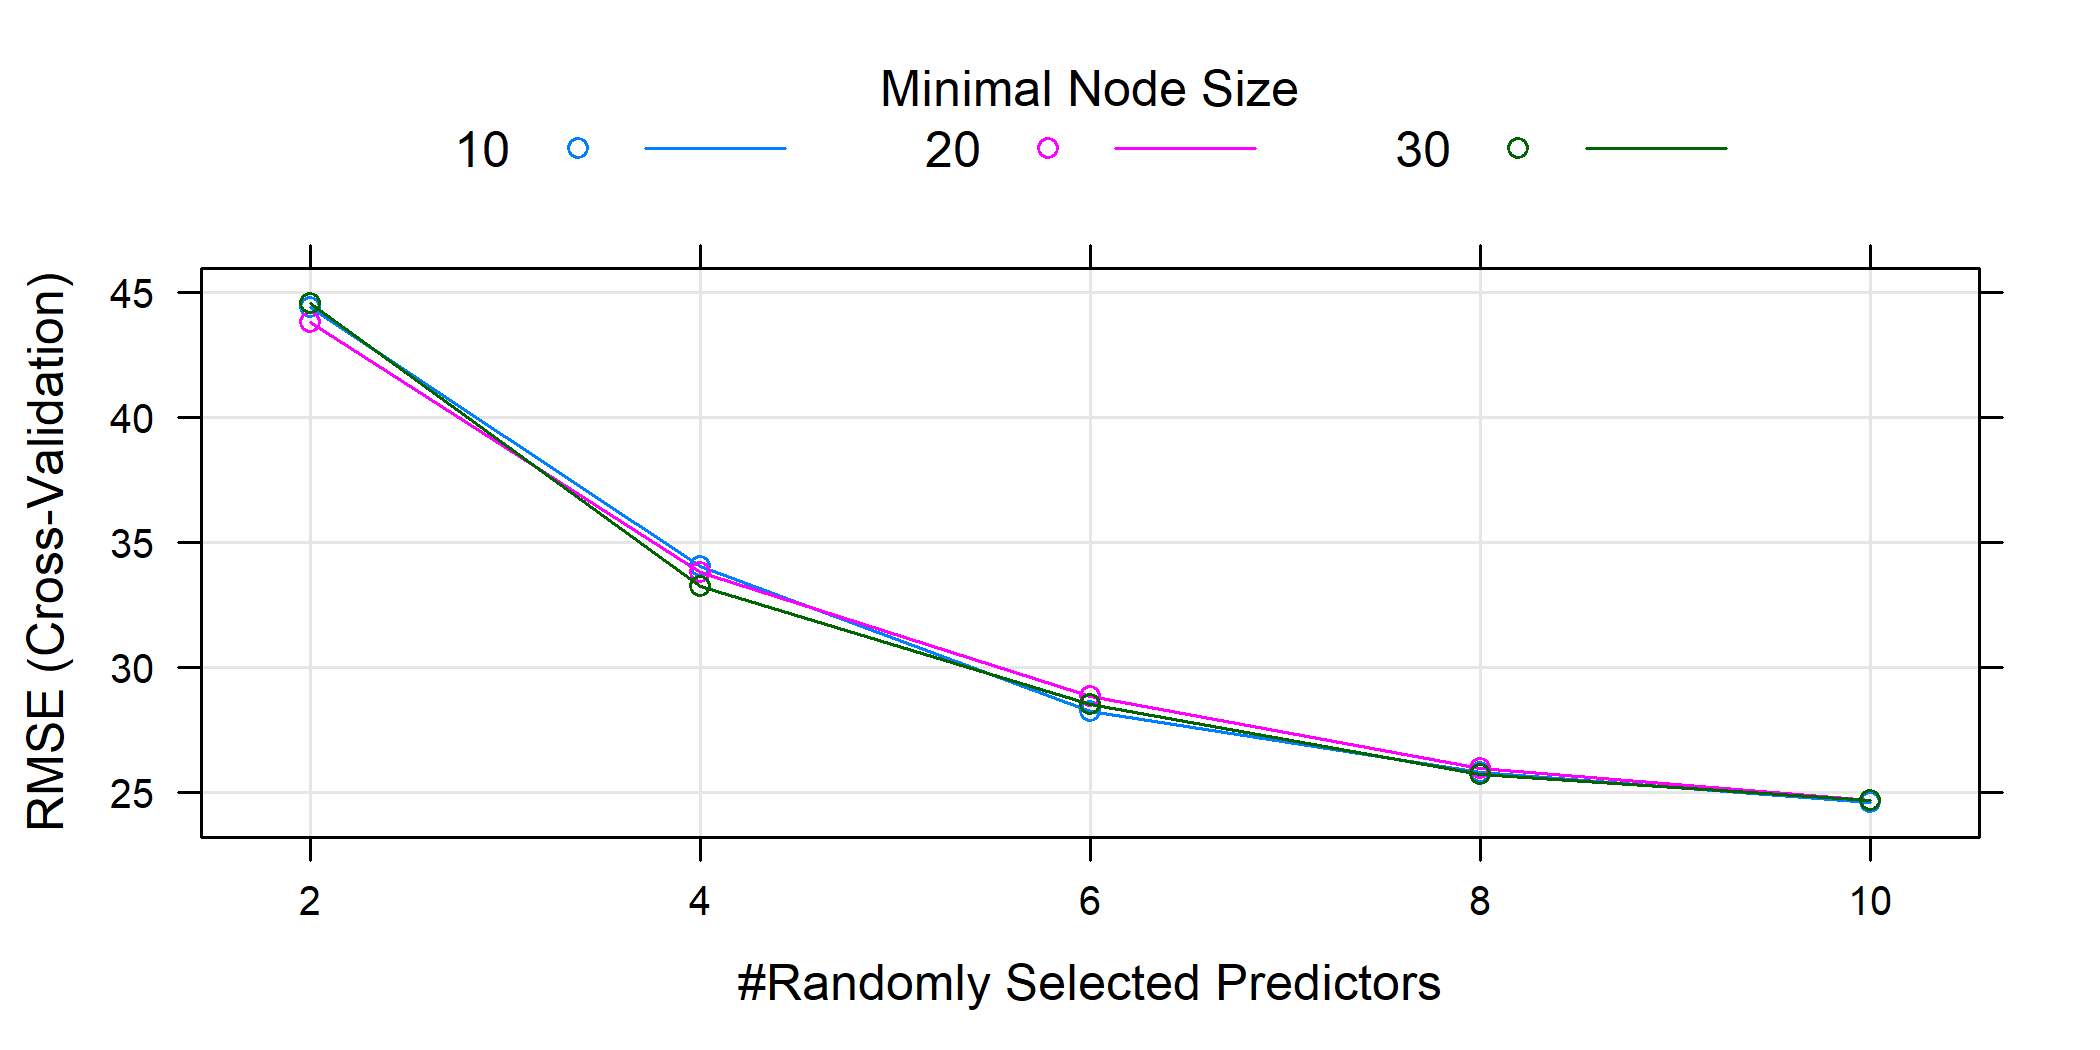 Minimal Node Size
10 20 30
RMSE (Cross-Validation)
45
40
35
30
25
2 4 6 8 10
#Randomly Selected Predictors